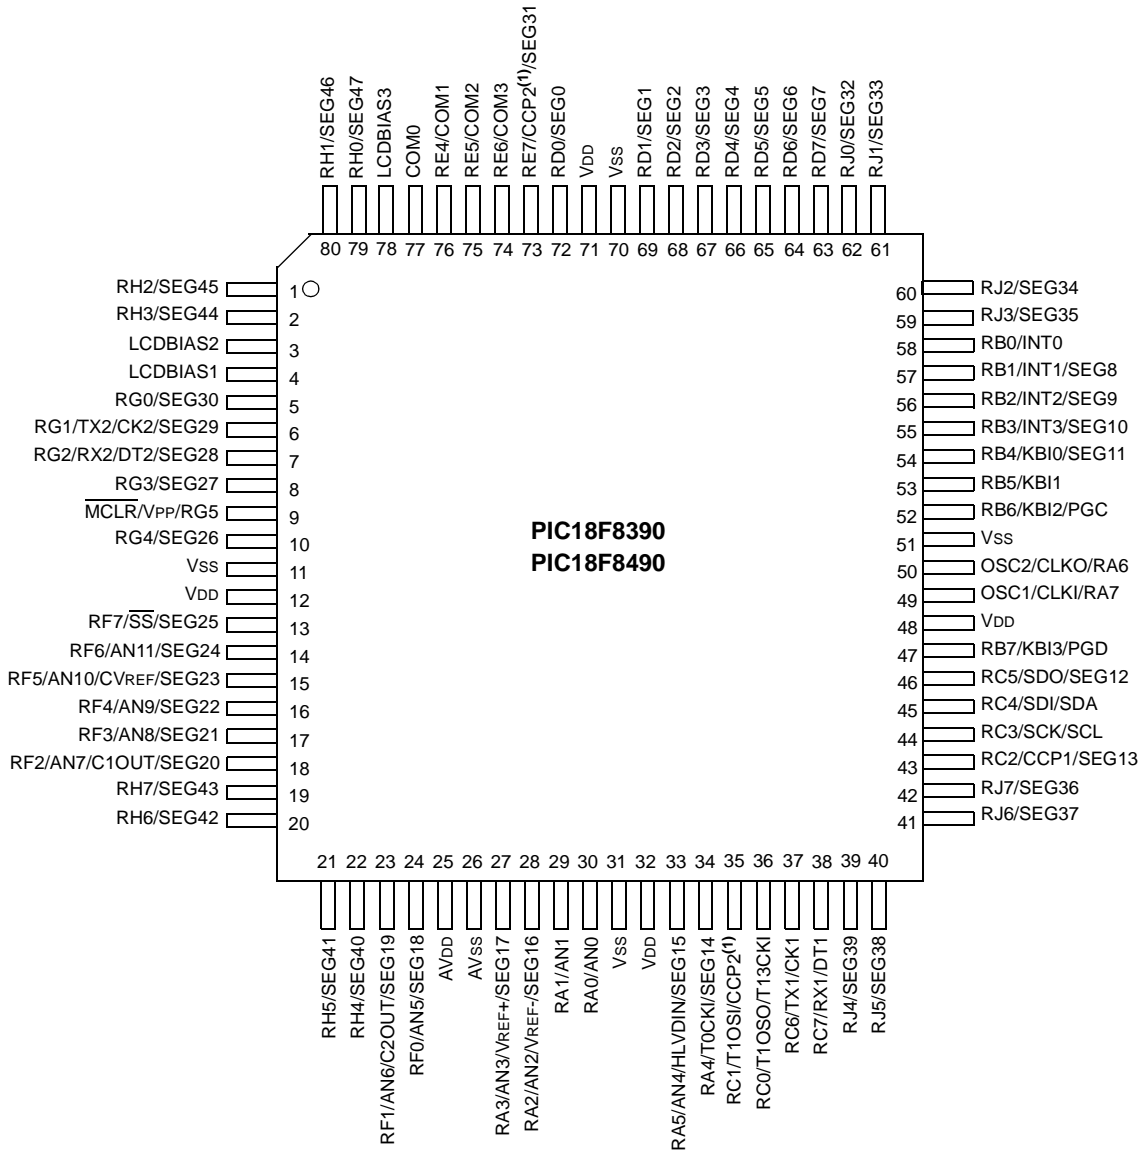 RH1/SEG46
RH0/SEG47
LCDBIAS3
COM0
RE4/COM1
RE5/COM2
RE6/COM3
RE7/CCP2(1)/SEG31
RD0/SEG0
VDD
VSS
RD1/SEG1
RD2/SEG2
RD3/SEG3
RD4/SEG4
RD5/SEG5
RD6/SEG6
RD7/SEG7
RJ0/SEG32
RJ1/SEG33
80 79 78 77 76 75 74 73 72 71 70 69 68 67 66 65 64 63 62 61
RH2/SEG45 1
RH3/SEG44 2
LCDBIAS2 3
LCDBIAS1 4
RG0/SEG30 5
RG1/TX2/CK2/SEG29 6
RG2/RX2/DT2/SEG28 7
RG3/SEG27 8
MCLR/VPP/RG5 9
RG4/SEG26 10
VSS 11
VDD 12
RF7/SS/SEG25 13
RF6/AN11/SEG24 14
RF5/AN10/CVREF/SEG23 15
RF4/AN9/SEG22 16
RF3/AN8/SEG21 17
RF2/AN7/C1OUT/SEG20 18
RH7/SEG43 19
RH6/SEG42 20
PIC18F8390
PIC18F8490
60 RJ2/SEG34
59 RJ3/SEG35
58 RB0/INT0
57 RB1/INT1/SEG8
56 RB2/INT2/SEG9
55 RB3/INT3/SEG10
54 RB4/KBI0/SEG11
53 RB5/KBI1
52 RB6/KBI2/PGC
51 VSS
50 OSC2/CLKO/RA6
49 OSC1/CLKI/RA7
48 VDD
47 RB7/KBI3/PGD
46 RC5/SDO/SEG12
45 RC4/SDI/SDA
44 RC3/SCK/SCL
43 RC2/CCP1/SEG13
42 RJ7/SEG36
41 RJ6/SEG37
21 22 23 24 25 26 27 28 29 30 31 32 33 34 35 36 37 38 39 40
RH5/SEG41
RH4/SEG40
RF1/AN6/C2OUT/SEG19
RF0/AN5/SEG18
AVDD
AVSS
RA3/AN3/VREF+/SEG17
RA2/AN2/VREF-/SEG16
RA1/AN1
RA0/AN0
VSS
VDD
RA5/AN4/HLVDIN/SEG15
RA4/T0CKI/SEG14
RC1/T1OSI/CCP2(1)
RC0/T1OSO/T13CKI
RC6/TX1/CK1
RC7/RX1/DT1
RJ4/SEG39
RJ5/SEG38